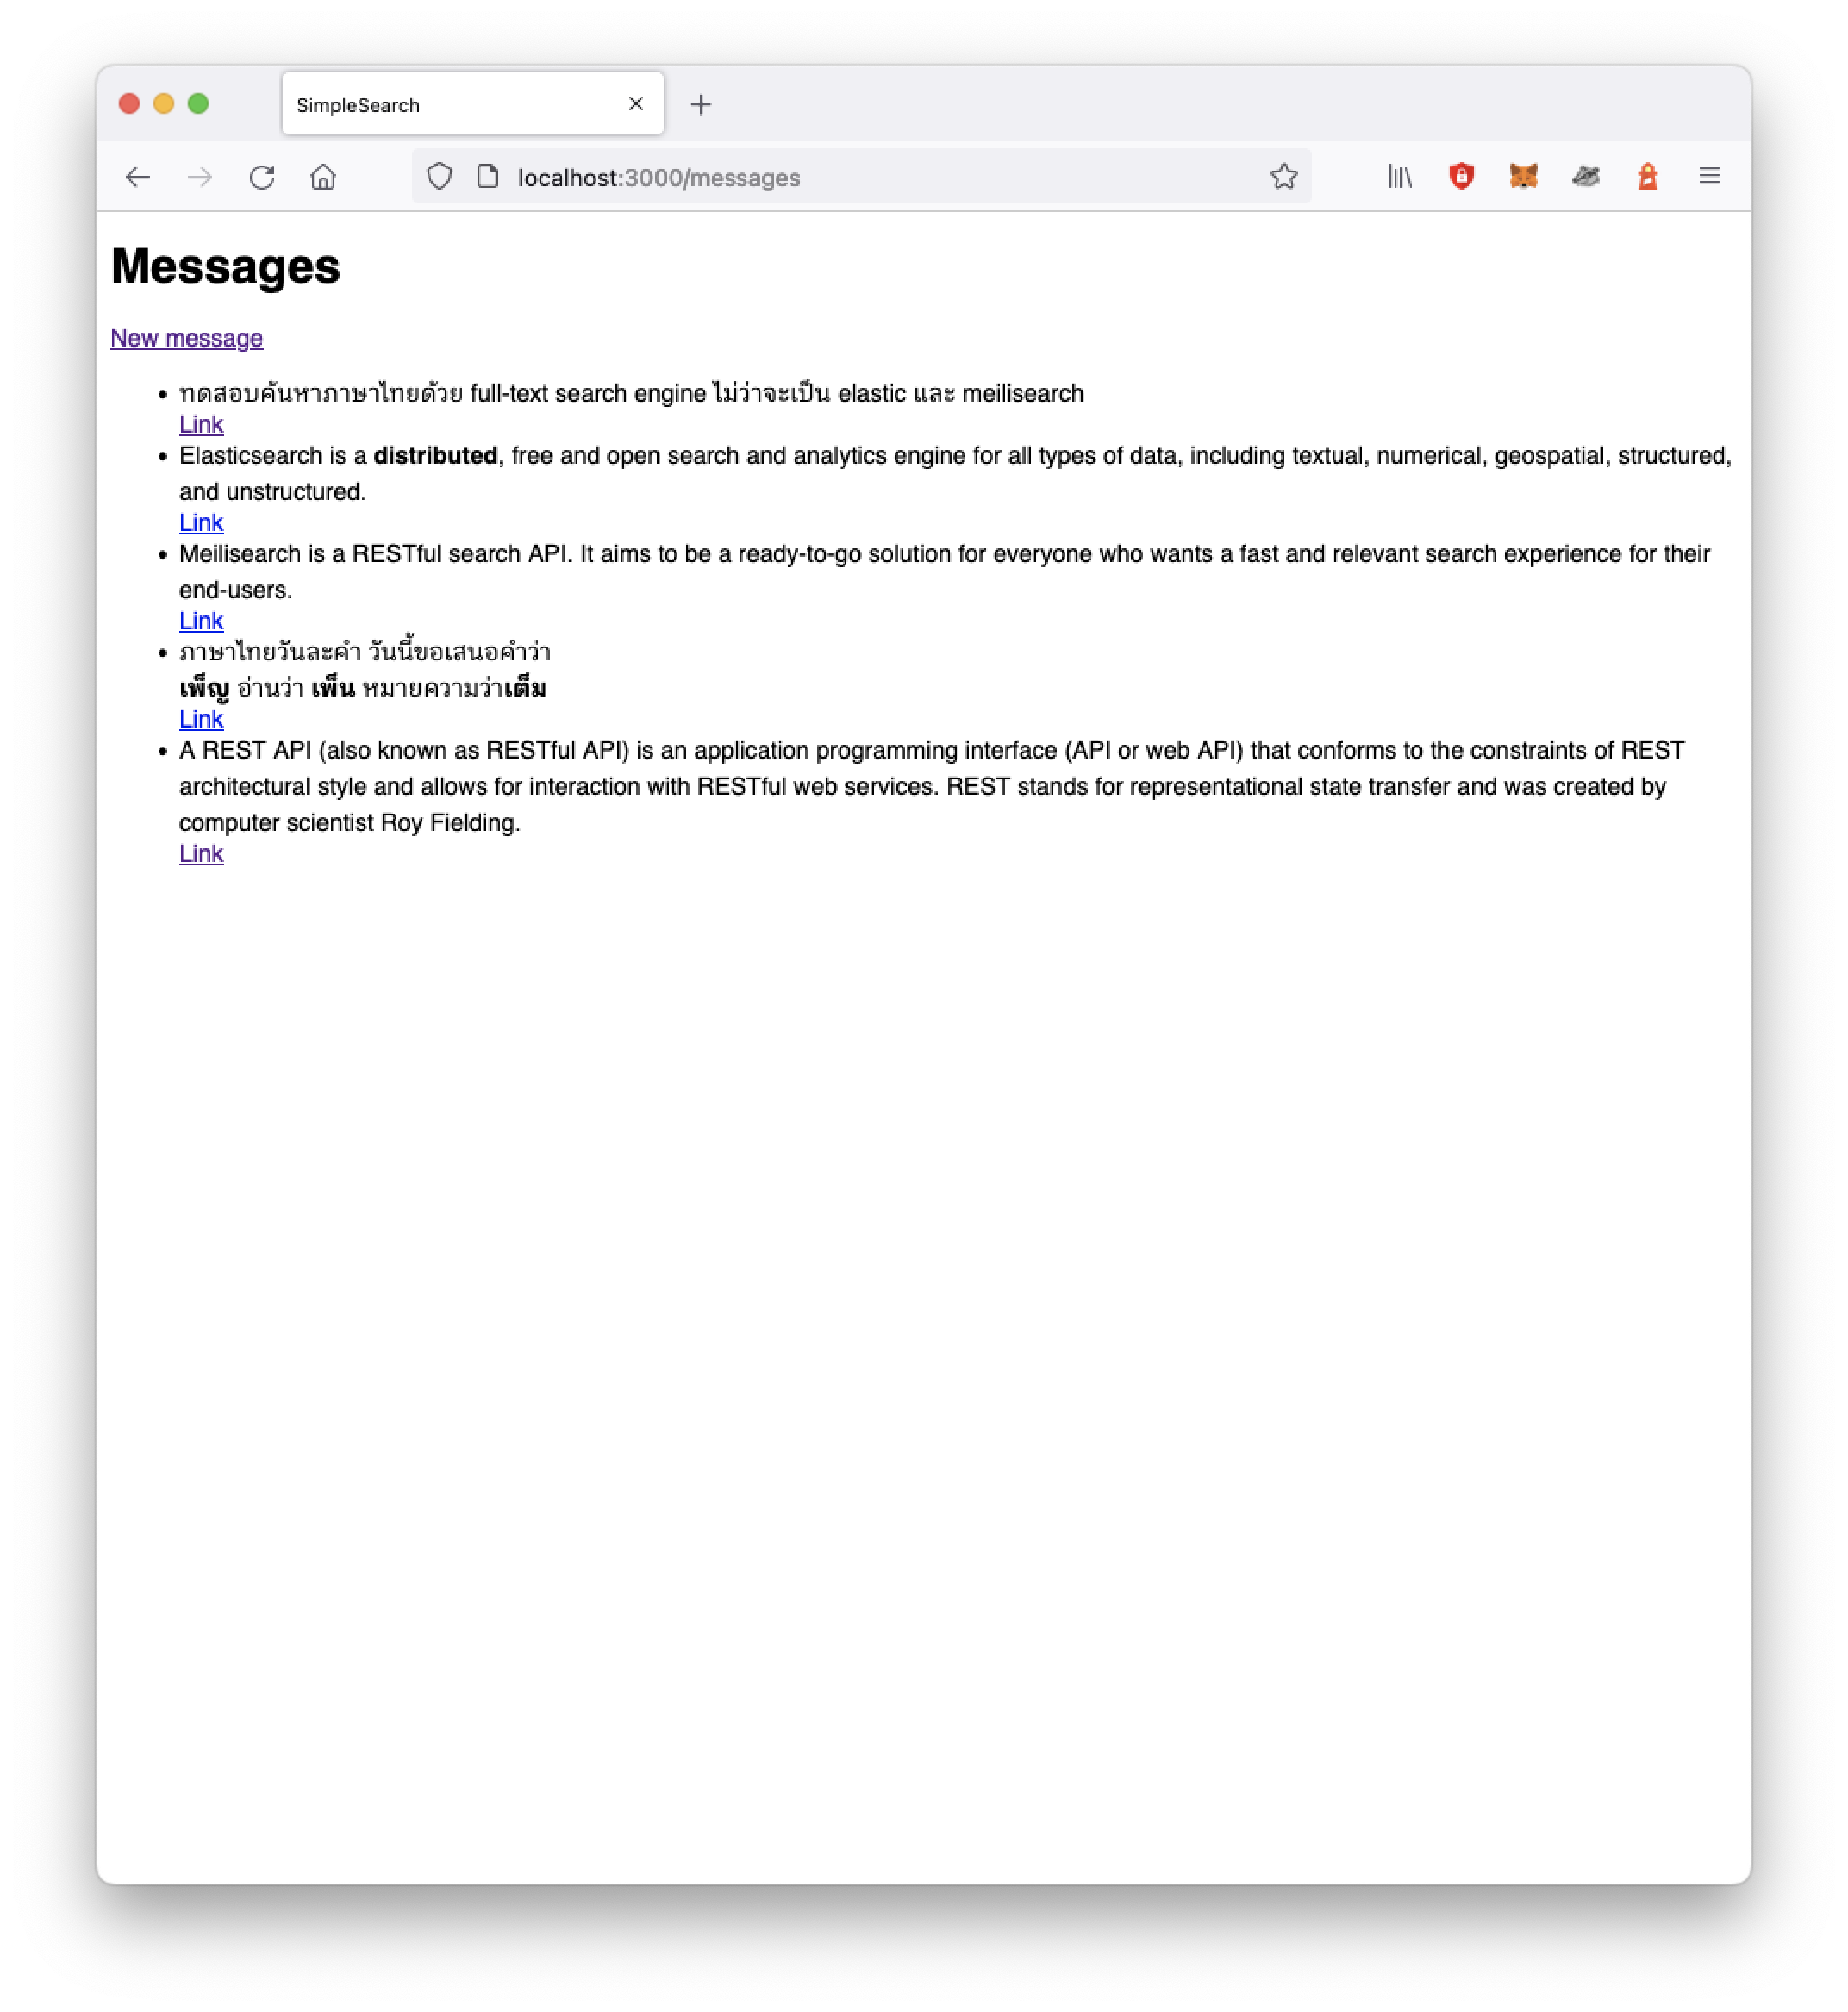 SimpleSearch
localhost:3000/messages
Messages
New message
ทดสอบค้นหาภาษาไทยด้วย full-text search engine ไม่ว่าจะเป็น elastic และ meilisearch
Link
Elasticsearch is a distributed, free and open search and analytics engine for all types of data, including textual, numerical, geospatial, structured,
and unstructured.
Link
Meilisearch is a RESTful search API. It aims to be a ready-to-go solution for everyone who wants a fast and relevant search experience for their
end-users.
Link
ภาษาไทยวันละคำ วันนี้ขอเสนอคำว่า
เพ็ญ อ่านว่า เพ็น หมายความว่าเต็ม
Link
A REST API (also known as RESTful API) is an application programming interface (API or web API) that conforms to the constraints of REST
architectural style and allows for interaction with RESTful web services. REST stands for representational state transfer and was created by
computer scientist Roy Fielding.
Link